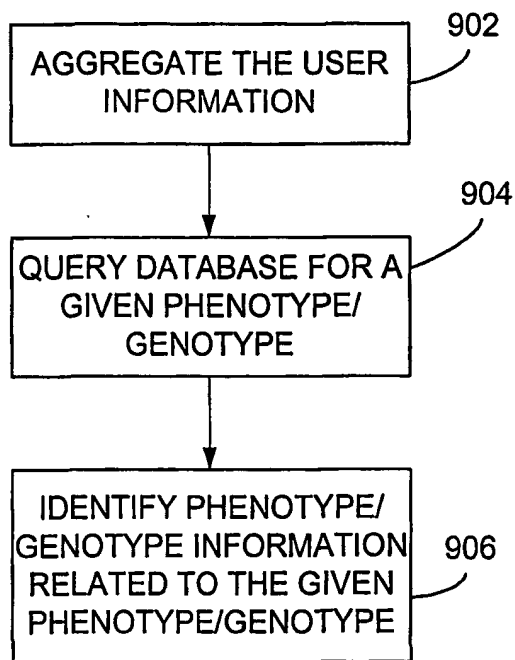 902
AGGREGATE THE USER
INFORMATION
904
QUERY DATABASE FOR A
GIVEN PHENOTYPE/
GENOTYPE
IDENTIFY PHENOTYPE/
GENOTYPE INFORMATION
RELATED TO THE GIVEN
PHENOTYPE/GENOTYPE
906